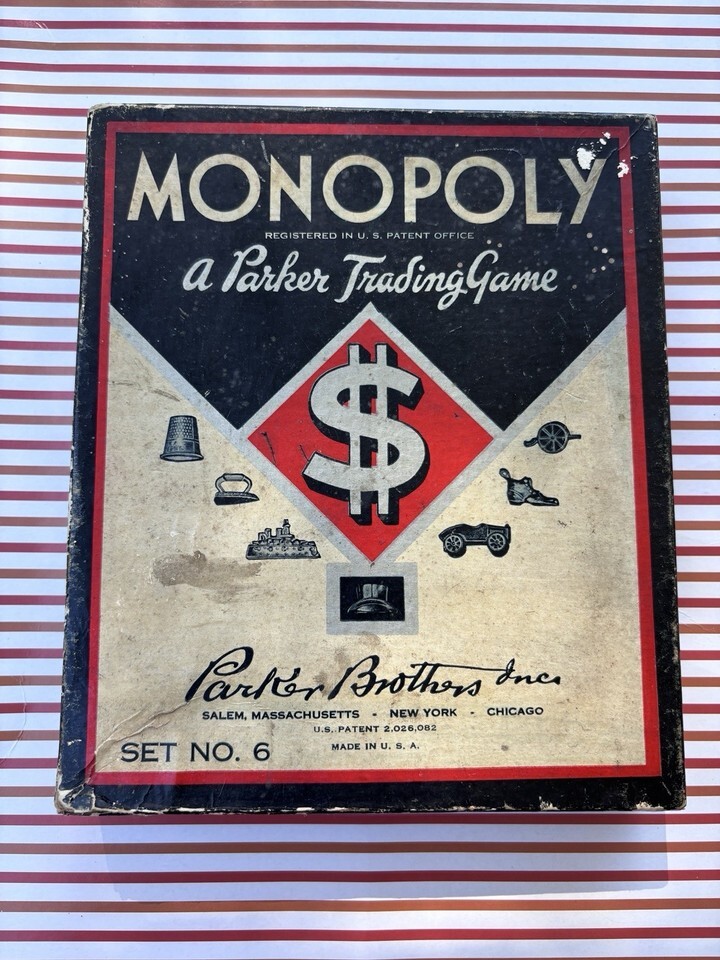 MONOPOLY
REGISTERED IN U. S. PATENT OFFICE
a Parker Trading Game
$
Parker Brothers Inc.
SALEM, MASSACHUSETTS - NEW YORK - CHICAGO
U.S. PATENT 2,026,082
SET NO. 6
MADE IN U. S. A.